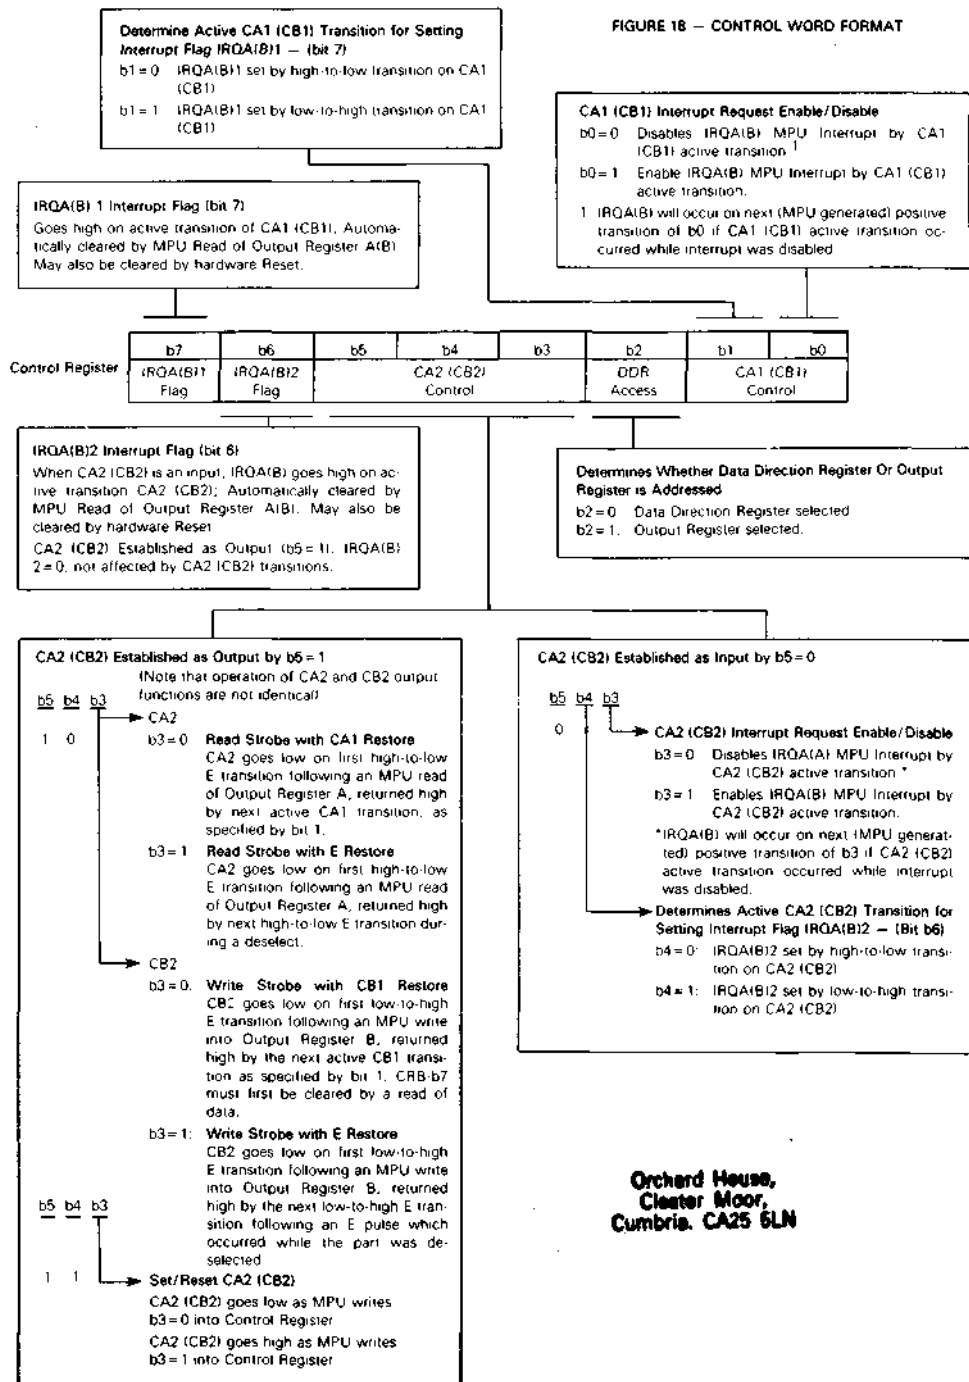 FIGURE 18 — CONTROL WORD FORMAT
Determine Active CA1 (CB1) Transition for Setting
Interrupt Flag IRQA(B)1 — (bit 7)
b1 = 0 IRQA(B)1 set by high-to-low transition on CA1
(CB1)
b1 = 1 IRQA(B)1 set by low-to-high transition on CA1
(CB1)
CA1 (CB1) Interrupt Request Enable/Disable
b0 = 0 Disables IRQA(B) MPU Interrupt by CA1
(CB1) active transition 1
b0 = 1 Enable IRQA(B) MPU Interrupt by CA1 (CB1)
active transition.
1 IRQA(B) will occur on next (MPU generated) positive
transition of b0 if CA1 (CB1) active transition oc-
curred while interrupt was disabled
IRQA(B) 1 Interrupt Flag (bit 7)
Goes high on active transition of CA1 (CB1), Automa-
tically cleared by MPU Read of Output Register A(B)
May also be cleared by hardware Reset.
b7 b6 b5 b4 b3 b2 b1 b0
Control Register
IRQA(B)1 IRQA(B)2 CA2 (CB2) DDR CA1 (CB1)
Flag Flag Control Access Control
IRQA(B)2 Interrupt Flag (bit 6)
When CA2 (CB2) is an input, IRQA(B) goes high on ac-
tive transition CA2 (CB2); Automatically cleared by
MPU Read of Output Register A(B). May also be
cleared by hardware Reset
CA2 (CB2) Established as Output (b5 = 1), IRQA(B)
2 = 0, not affected by CA2 (CB2) transitions.
Determines Whether Data Direction Register Or Output
Register is Addressed
b2 = 0 Data Direction Register selected
b2 = 1. Output Register selected.
CA2 (CB2) Established as Output by b5 = 1
(Note that operation of CA2 and CB2 output
functions are not identical)
b5 b4 b3
CA2
1 0 b3 = 0 Read Strobe with CA1 Restore
CA2 goes low on first high-to-low
E transition following an MPU read
of Output Register A, returned high
by next active CA1 transition, as
specified by bit 1.
b3 = 1 Read Strobe with E Restore
CA2 goes low on first high-to-low
E transition following an MPU read
of Output Register A, returned high
by next high-to-low E transition dur-
ing a deselect.
CB2
b3 = 0. Write Strobe with CB1 Restore
CB2 goes low on first low-to-high
E transition following an MPU write
into Output Register B, returned
high by the next active CB1 transi-
tion as specified by bit 1. CRB-b7
must first be cleared by a read of
data.
b3 = 1: Write Strobe with E Restore
CB2 goes low on first low-to-high
E transition following an MPU write
into Output Register B, returned
high by the next low-to-high E tran-
sition following an E pulse which
occurred while the part was de-
selected
b5 b4 b3
1 1 Set/Reset CA2 (CB2)
CA2 (CB2) goes low as MPU writes
b3 = 0 into Control Register
CA2 (CB2) goes high as MPU writes
b3 = 1 into Control Register
CA2 (CB2) Established as Input by b5 = 0
b5 b4 b3
0 CA2 (CB2) Interrupt Request Enable/Disable
b3 = 0 Disables IRQA(A) MPU Interrupt by
CA2 (CB2) active transition *
b3 = 1 Enables IRQA(B) MPU Interrupt by
CA2 (CB2) active transition.
*IRQA(B) will occur on next (MPU generat-
ed) positive transition of b3 if CA2 (CB2)
active transition occurred while interrupt
was disabled.
Determines Active CA2 (CB2) Transition for
Setting Interrupt Flag IRQA(B)2 — (Bit b6)
b4 = 0: IRQA(B)2 set by high-to-low transi-
tion on CA2 (CB2)
b4 = 1: IRQA(B)2 set by low-to-high transi-
tion on CA2 (CB2)
Orchard House,
Cleator Moor,
Cumbria. CA25 5LN